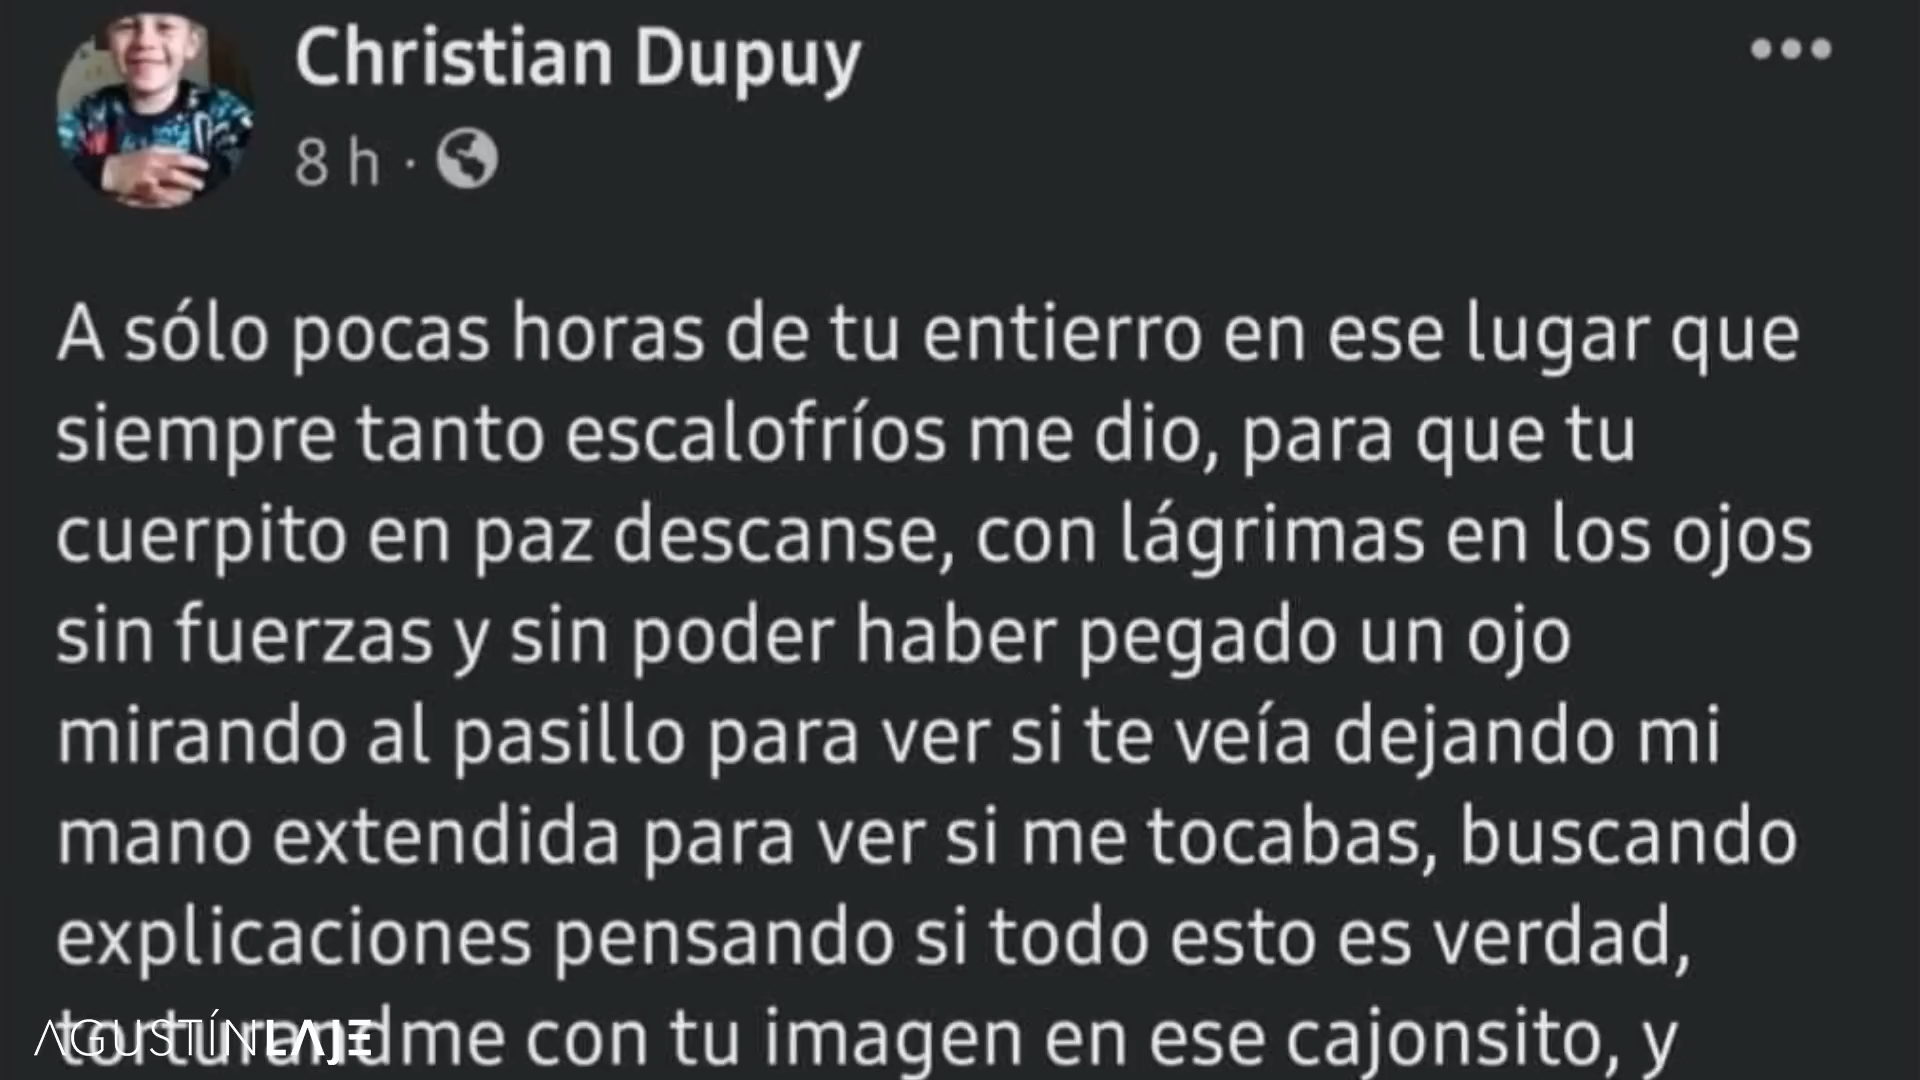 Christian Dupuy
8 h ·
A sólo pocas horas de tu entierro en ese lugar que
siempre tanto escalofríos me dio, para que tu
cuerpito en paz descanse, con lágrimas en los ojos
sin fuerzas y sin poder haber pegado un ojo
mirando al pasillo para ver si te veía dejando mi
mano extendida para ver si me tocabas, buscando
explicaciones pensando si todo esto es verdad,
torturandme con tu imagen en ese cajonsito, y
AGUSTÍNLAJE